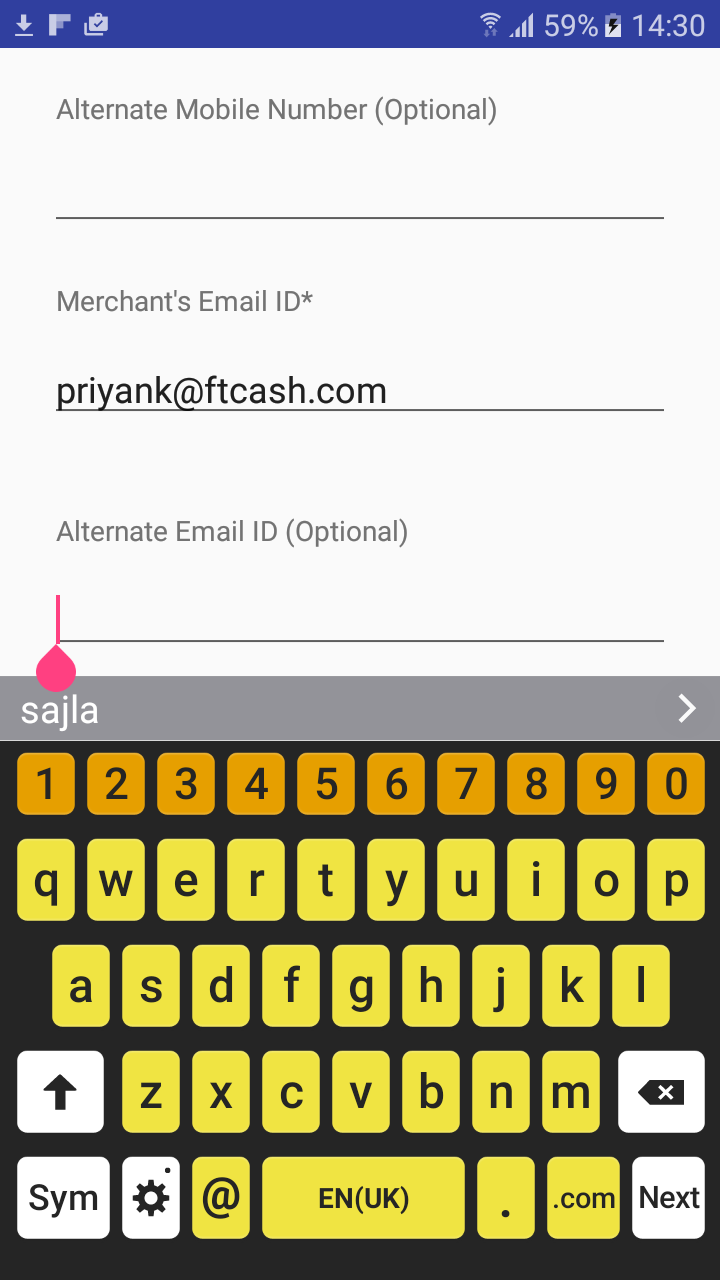 59% 14:30
Alternate Mobile Number (Optional)
Merchant's Email ID*
priyank@ftcash.com
Alternate Email ID (Optional)
sajla
1 2 3 4 5 6 7 8 9 0
q w e r t y u i o p
a s d f g h j k l
z x c v b n m
Sym @ EN(UK) . .com Next